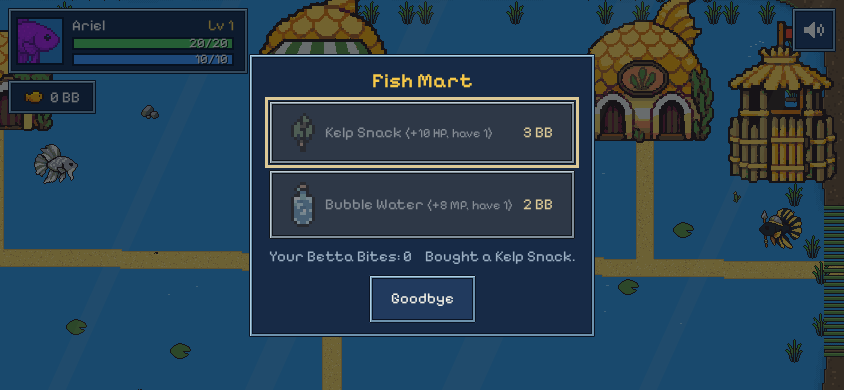 Ariel Lv 1
20/20
10/10
0 BB
Fish Mart
Kelp Snack (+10 HP, have 1) 3 BB
Bubble Water (+8 MP, have 1) 2 BB
Your Betta Bites: 0 Bought a Kelp Snack.
Goodbye